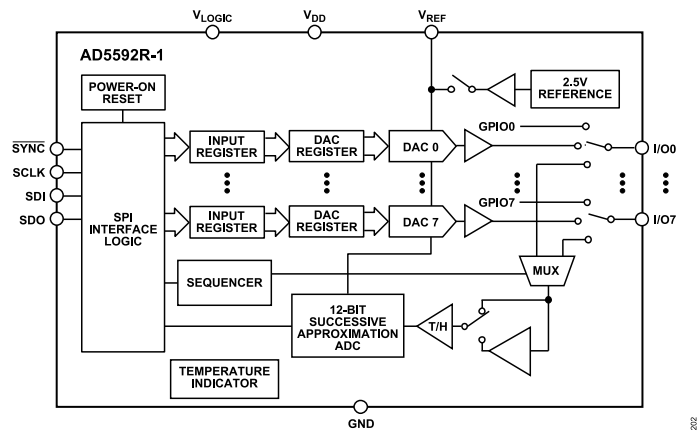 VLOGIC
VDD
VREF
AD5592R-1
POWER-ON
RESET
2.5V
REFERENCE
SYNC
SCLK
SDI
SDO
SPI
INTERFACE
LOGIC
INPUT
REGISTER
DAC
REGISTER
DAC 0
GPIO0
I/O0
INPUT
REGISTER
DAC
REGISTER
DAC 7
GPIO7
I/O7
SEQUENCER
MUX
12-BIT
SUCCESSIVE
APPROXIMATION
ADC
T/H
TEMPERATURE
INDICATOR
GND
202